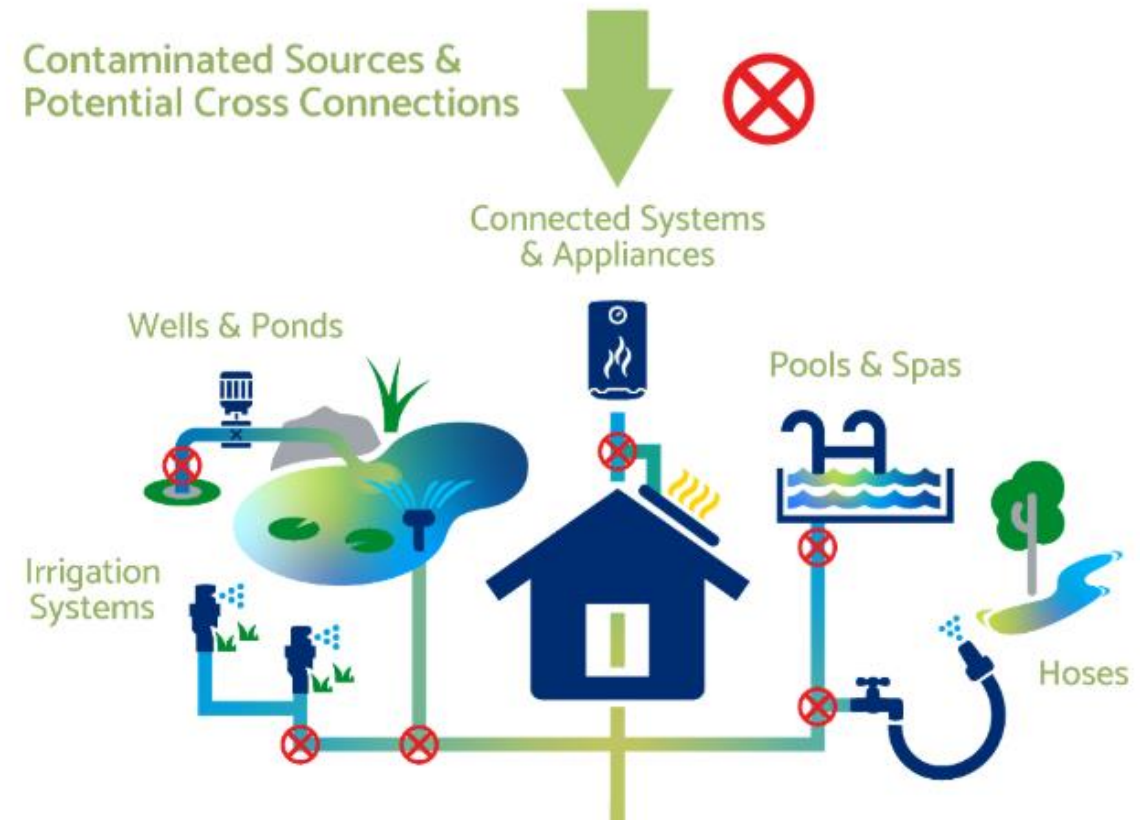 Contaminated Sources &
Potential Cross Connections
Connected Systems
& Appliances
Wells & Ponds
Pools & Spas
Irrigation
Systems
Hoses